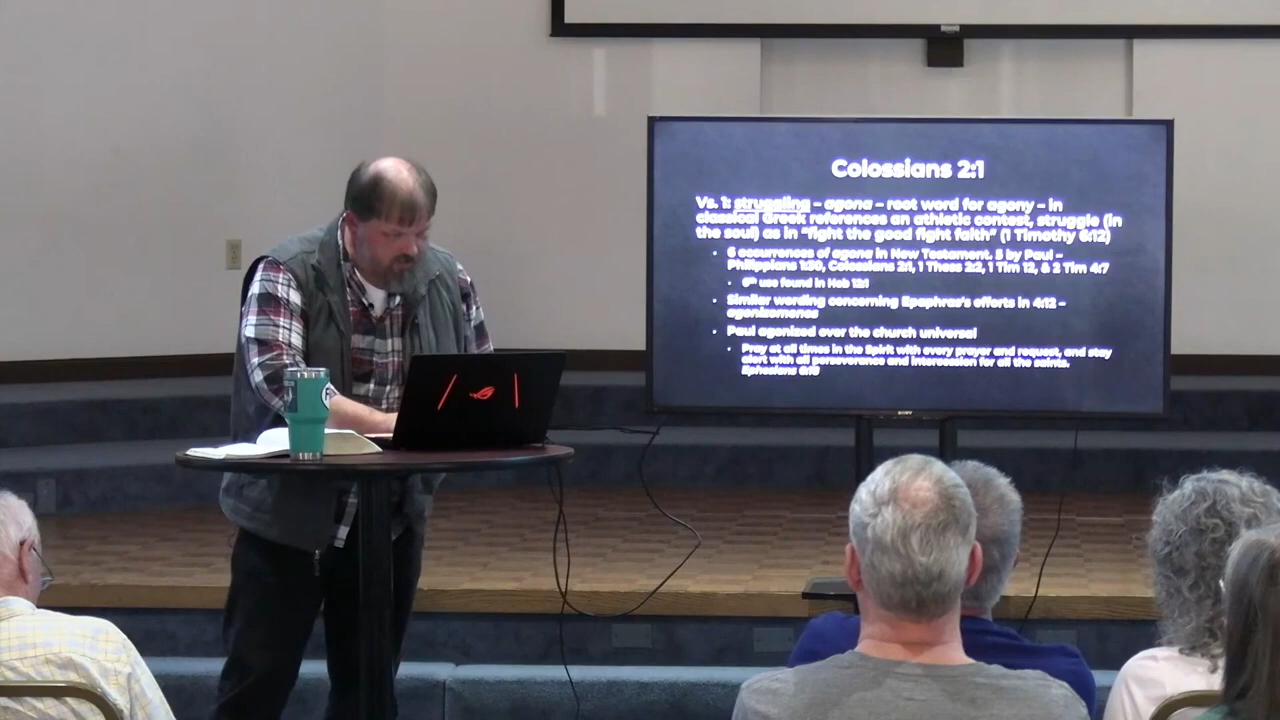 Colossians 2:1
Vs. 1: struggling – agona – root word for agony – in
classical Greek references an athletic contest, struggle (in
the soul) as in "fight the good fight faith" (1 Timothy 6:12)
6 occurrences of agona in New Testament. 5 by Paul –
Philippians 1:30, Colossians 2:1, 1 Thess 2:2, 1 Tim 12, & 2 Tim 4:7
6th use found in Heb 12:1
Similar wording concerning Epaphras's efforts in 4:12 –
agonizomenos
Paul agonized over the church universal
Pray at all times in the Spirit with every prayer and request, and stay
alert with all perseverance and intercession for all the saints.
Ephesians 6:18